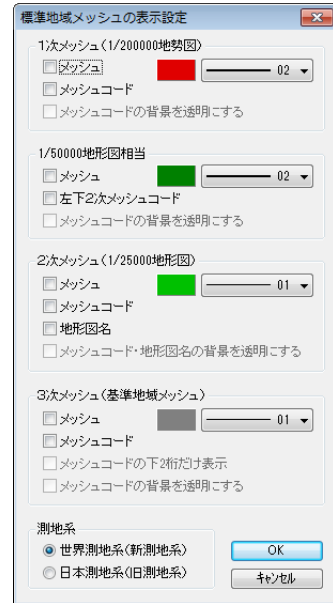 標準地域メッシュの表示設定
1次メッシュ(1/200000地勢図)
メッシュ
02
メッシュコード
メッシュコードの背景を透明にする
1/50000地形図相当
メッシュ
02
左下2次メッシュコード
メッシュコードの背景を透明にする
2次メッシュ(1/25000地形図)
メッシュ
01
メッシュコード
地形図名
メッシュコード・地形図名の背景を透明にする
3次メッシュ(基準地域メッシュ)
メッシュ
01
メッシュコード
メッシュコードの下2桁だけ表示
メッシュコードの背景を透明にする
測地系
世界測地系(新測地系)
日本測地系(旧測地系)
OK
キャンセル